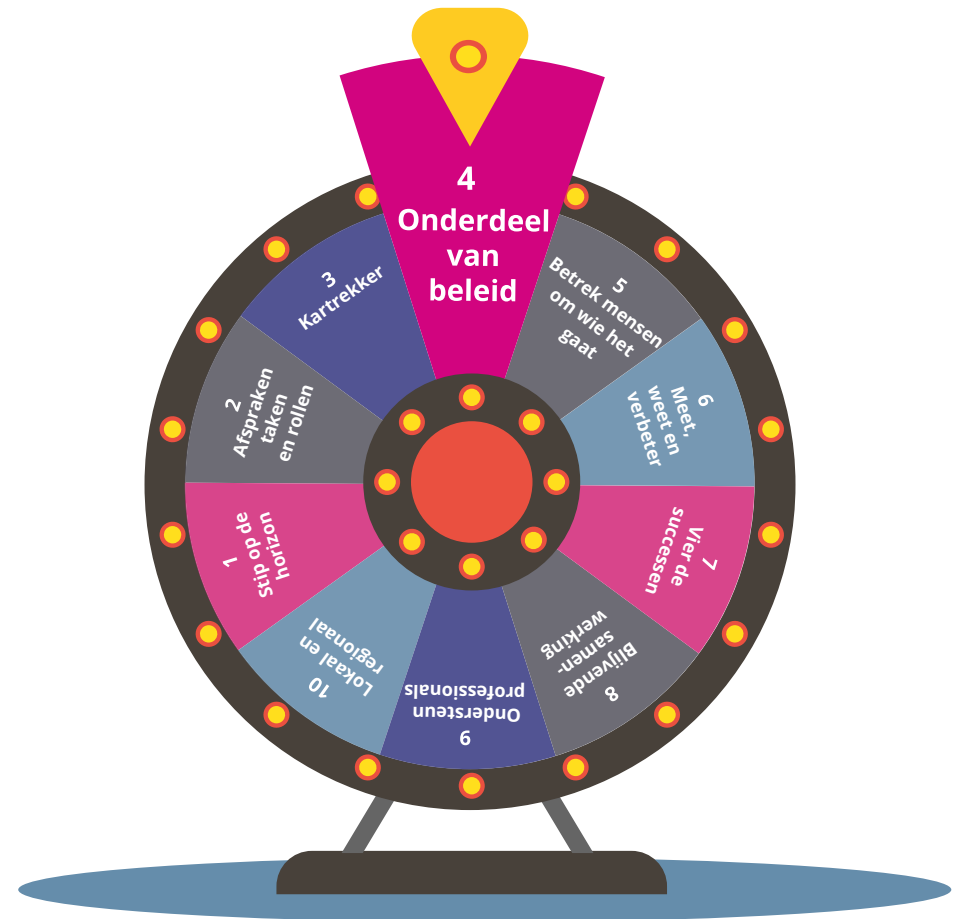 4
Onderdeel
van
beleid
5
Betrek mensen
om wie het
gaat
6
Meet,
weet en
verbeter
7
Vier de
successen
8
Blijvende
samen-
werking
9
Ondersteun
professionals
10
Lokaal en
regionaal
1
Stip op de
horizon
2
Afspraken
taken
en rollen
3
Kartrekker